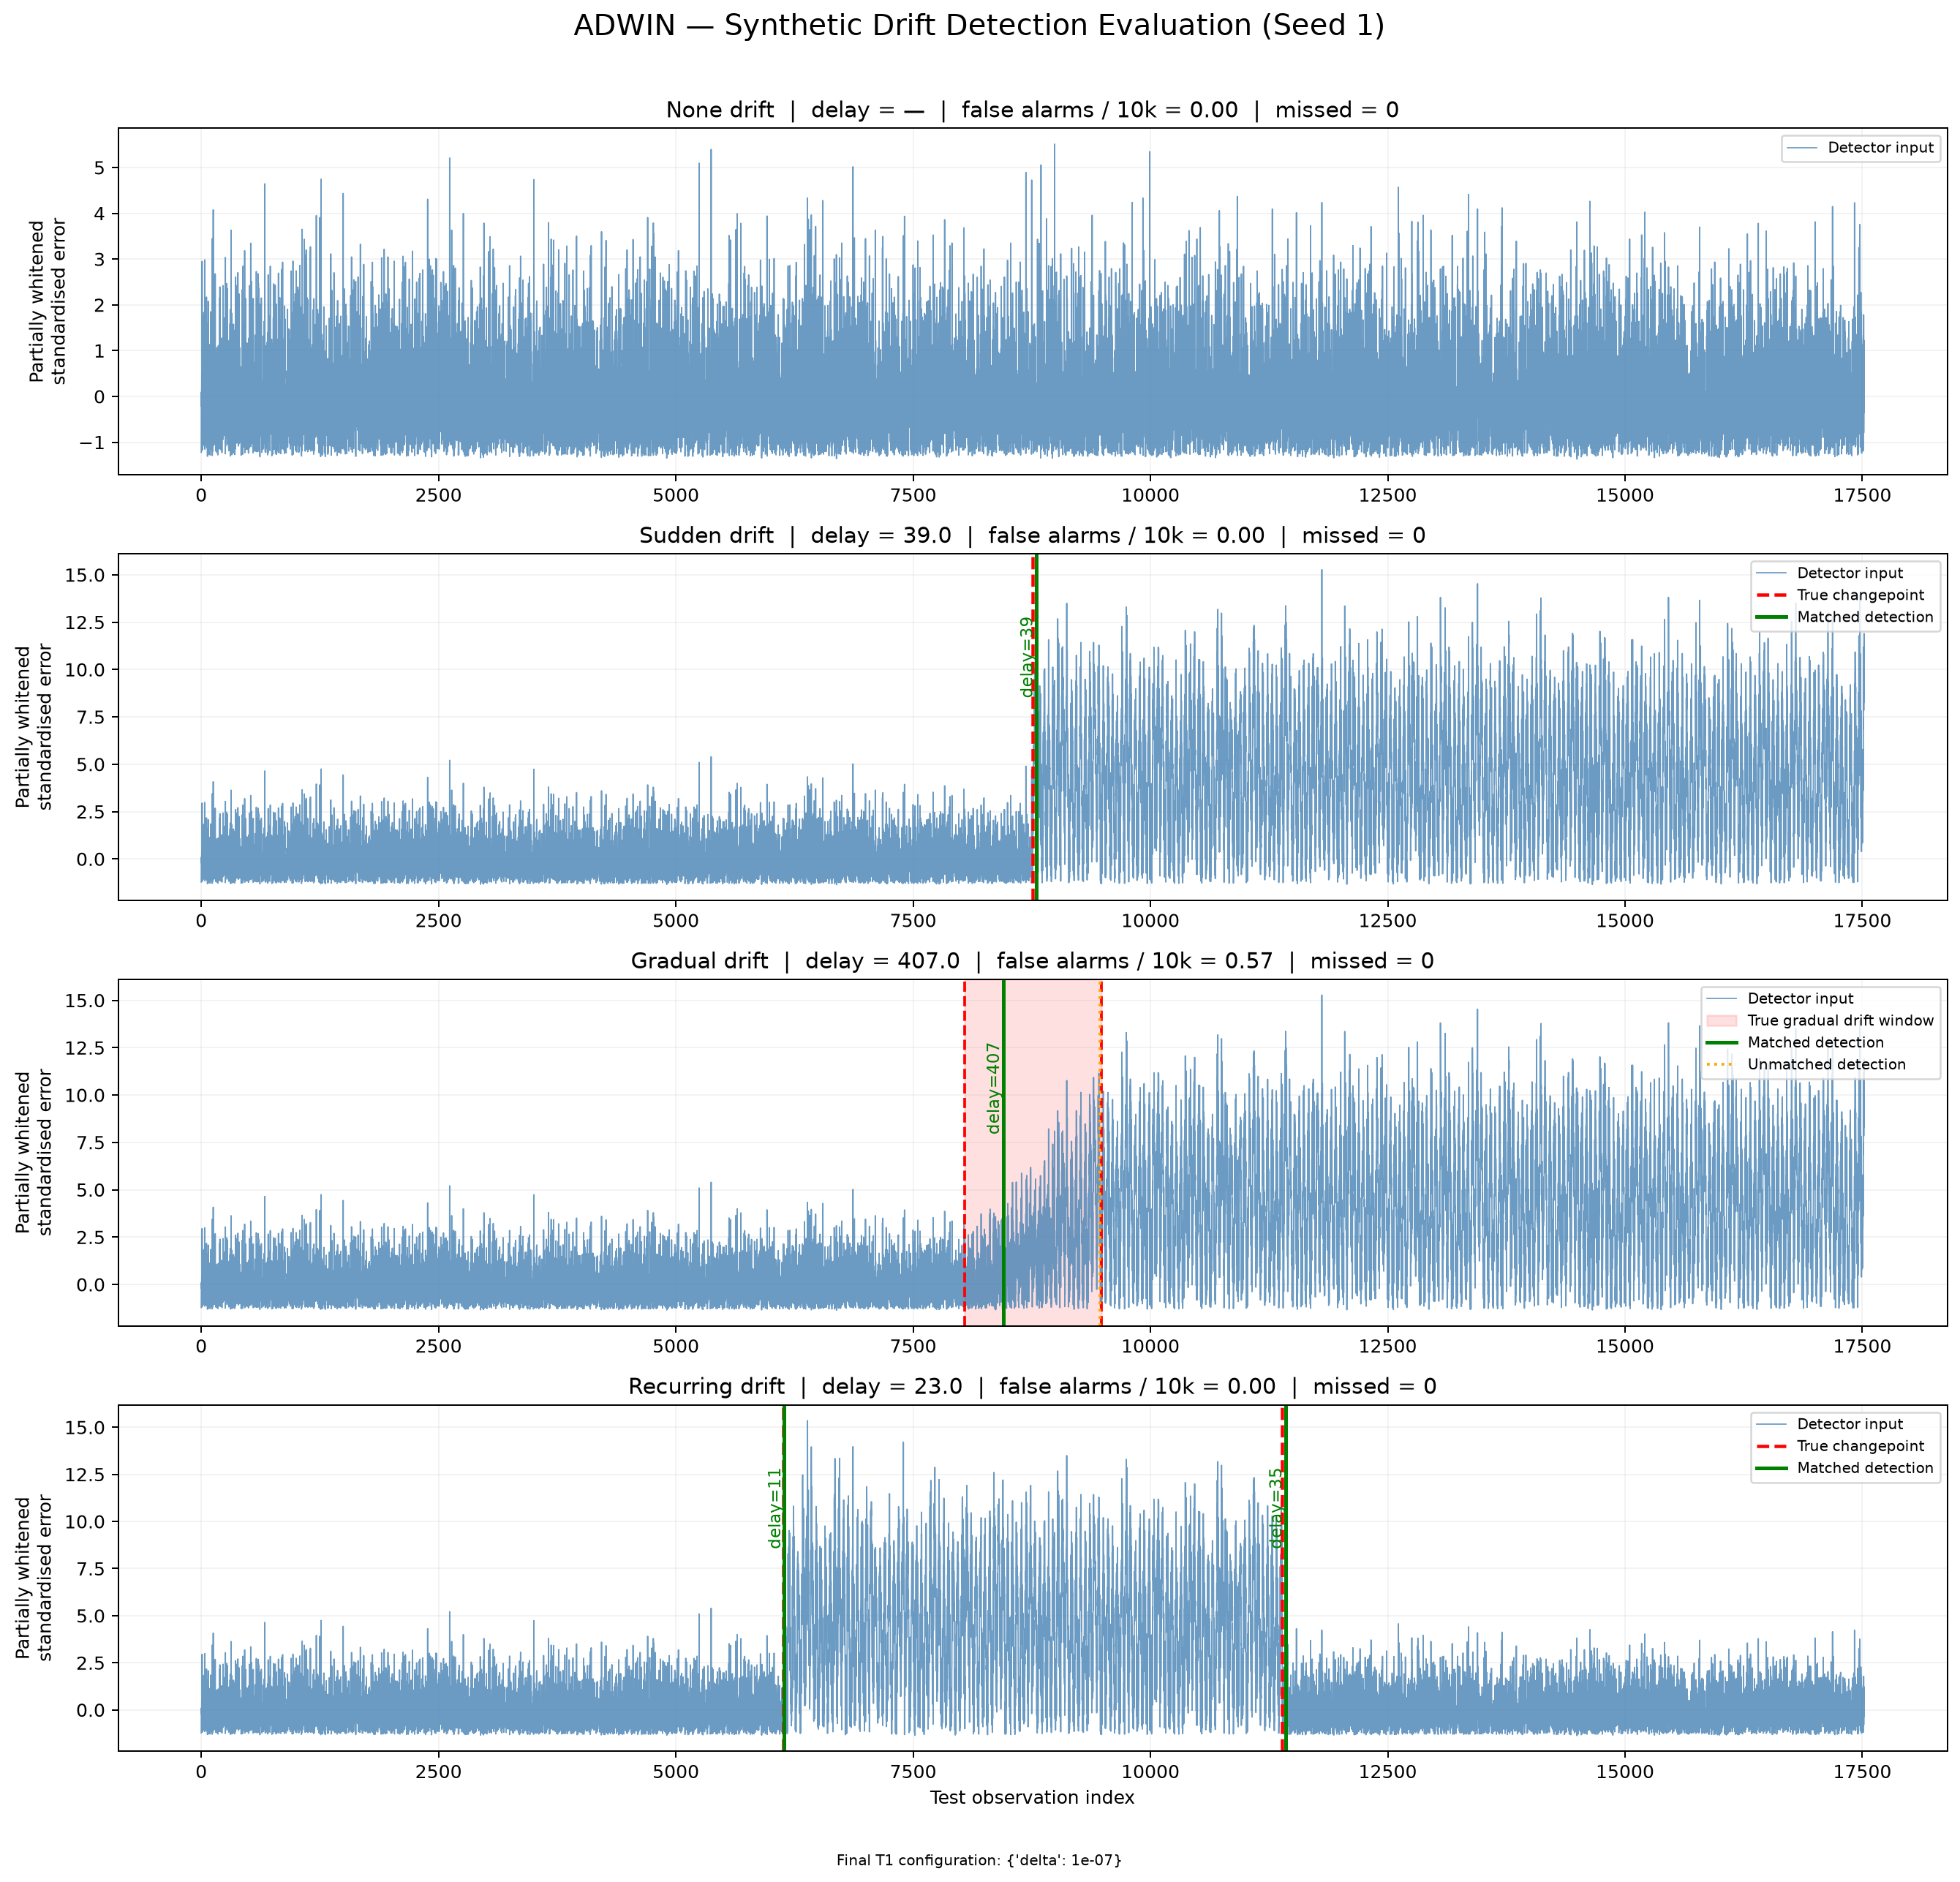 ADWIN — Synthetic Drift Detection Evaluation (Seed 1)
None drift | delay = — | false alarms / 10k = 0.00 | missed = 0
Partially whitened
standardised error
5
4
3
2
1
0
−1
Detector input
0 2500 5000 7500 10000 12500 15000 17500
Sudden drift | delay = 39.0 | false alarms / 10k = 0.00 | missed = 0
Partially whitened
standardised error
15.0
12.5
10.0
7.5
5.0
2.5
0.0
delay=39
Detector input
True changepoint
Matched detection
0 2500 5000 7500 10000 12500 15000 17500
Gradual drift | delay = 407.0 | false alarms / 10k = 0.57 | missed = 0
Partially whitened
standardised error
15.0
12.5
10.0
7.5
5.0
2.5
0.0
delay=407
Detector input
True gradual drift window
Matched detection
Unmatched detection
0 2500 5000 7500 10000 12500 15000 17500
Recurring drift | delay = 23.0 | false alarms / 10k = 0.00 | missed = 0
Partially whitened
standardised error
15.0
12.5
10.0
7.5
5.0
2.5
0.0
delay=11
delay=35
Detector input
True changepoint
Matched detection
0 2500 5000 7500 10000 12500 15000 17500
Test observation index
Final T1 configuration: {'delta': 1e-07}